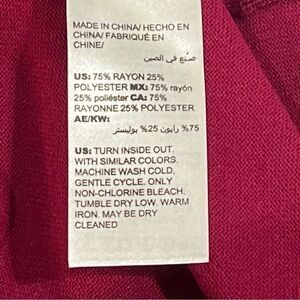 MADE IN CHINA/ HECHO EN
CHINA/ FABRIQUÉ EN
CHINE/
صنع في الصين
US: 75% RAYON 25%
POLYESTER MX: 75% rayón
25% poliéster CA: 75%
RAYONNE 25% POLYESTER
AE/KW:
75% رايون 25% بوليستر
US: TURN INSIDE OUT.
WITH SIMILAR COLORS.
MACHINE WASH COLD,
GENTLE CYCLE. ONLY
NON-CHLORINE BLEACH.
TUMBLE DRY LOW. WARM
IRON. MAY BE DRY
CLEANED